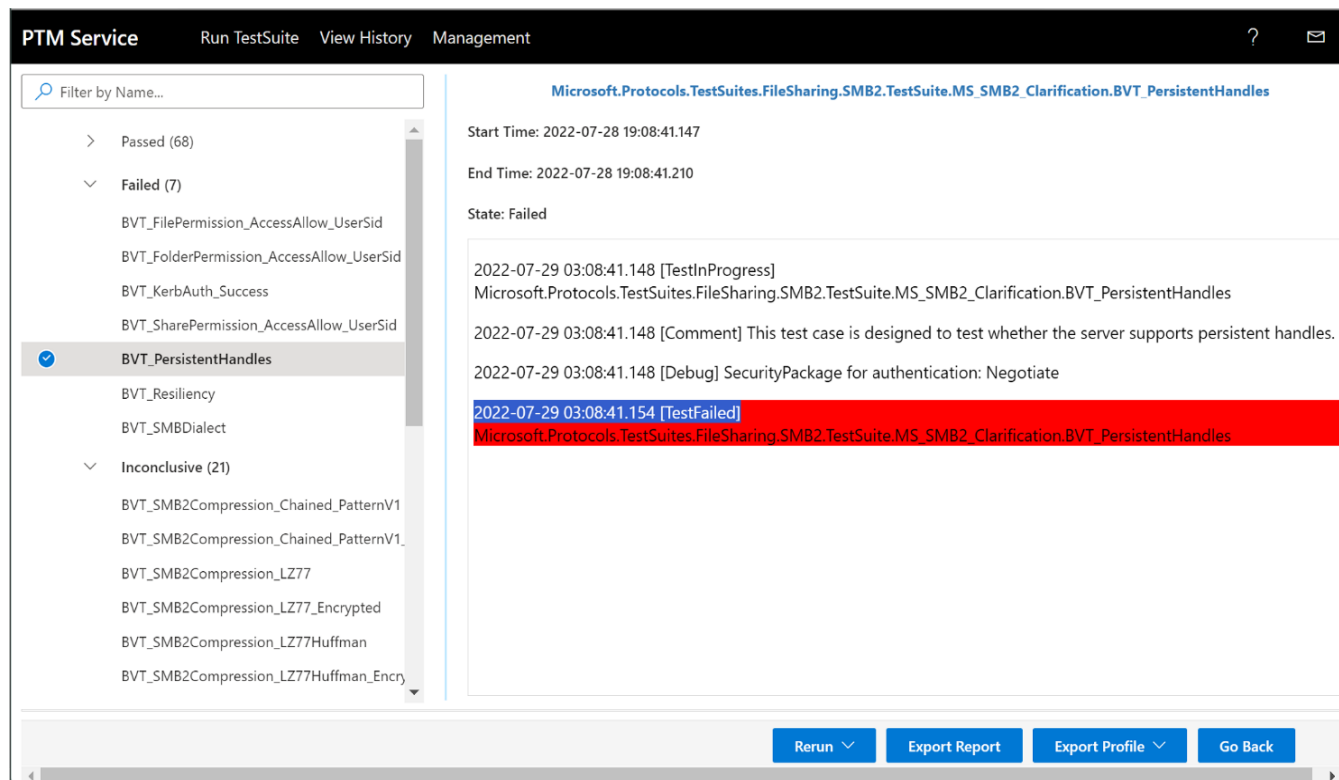 PTM Service Run TestSuite View History Management ?
Filter by Name...
Passed (68)
Failed (7)
BVT_FilePermission_AccessAllow_UserSid
BVT_FolderPermission_AccessAllow_UserSid
BVT_KerbAuth_Success
BVT_SharePermission_AccessAllow_UserSid
BVT_PersistentHandles
BVT_Resiliency
BVT_SMBDialect
Inconclusive (21)
BVT_SMB2Compression_Chained_PatternV1
BVT_SMB2Compression_Chained_PatternV1_
BVT_SMB2Compression_LZ77
BVT_SMB2Compression_LZ77_Encrypted
BVT_SMB2Compression_LZ77Huffman
BVT_SMB2Compression_LZ77Huffman_Encry
Microsoft.Protocols.TestSuites.FileSharing.SMB2.TestSuite.MS_SMB2_Clarification.BVT_PersistentHandles
Start Time: 2022-07-28 19:08:41.147
End Time: 2022-07-28 19:08:41.210
State: Failed
2022-07-29 03:08:41.148 [TestInProgress]
Microsoft.Protocols.TestSuites.FileSharing.SMB2.TestSuite.MS_SMB2_Clarification.BVT_PersistentHandles
2022-07-29 03:08:41.148 [Comment] This test case is designed to test whether the server supports persistent handles.
2022-07-29 03:08:41.148 [Debug] SecurityPackage for authentication: Negotiate
2022-07-29 03:08:41.154 [TestFailed]
Microsoft.Protocols.TestSuites.FileSharing.SMB2.TestSuite.MS_SMB2_Clarification.BVT_PersistentHandles
Rerun Export Report Export Profile Go Back